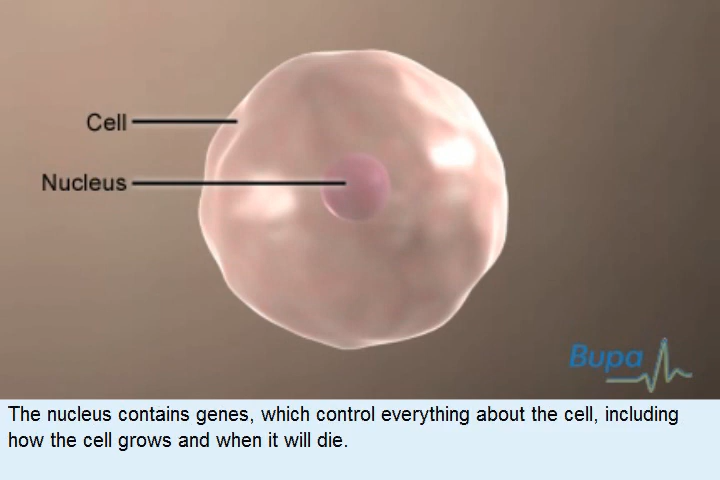 Cell
Nucleus
Bupa
The nucleus contains genes, which control everything about the cell, including
how the cell grows and when it will die.